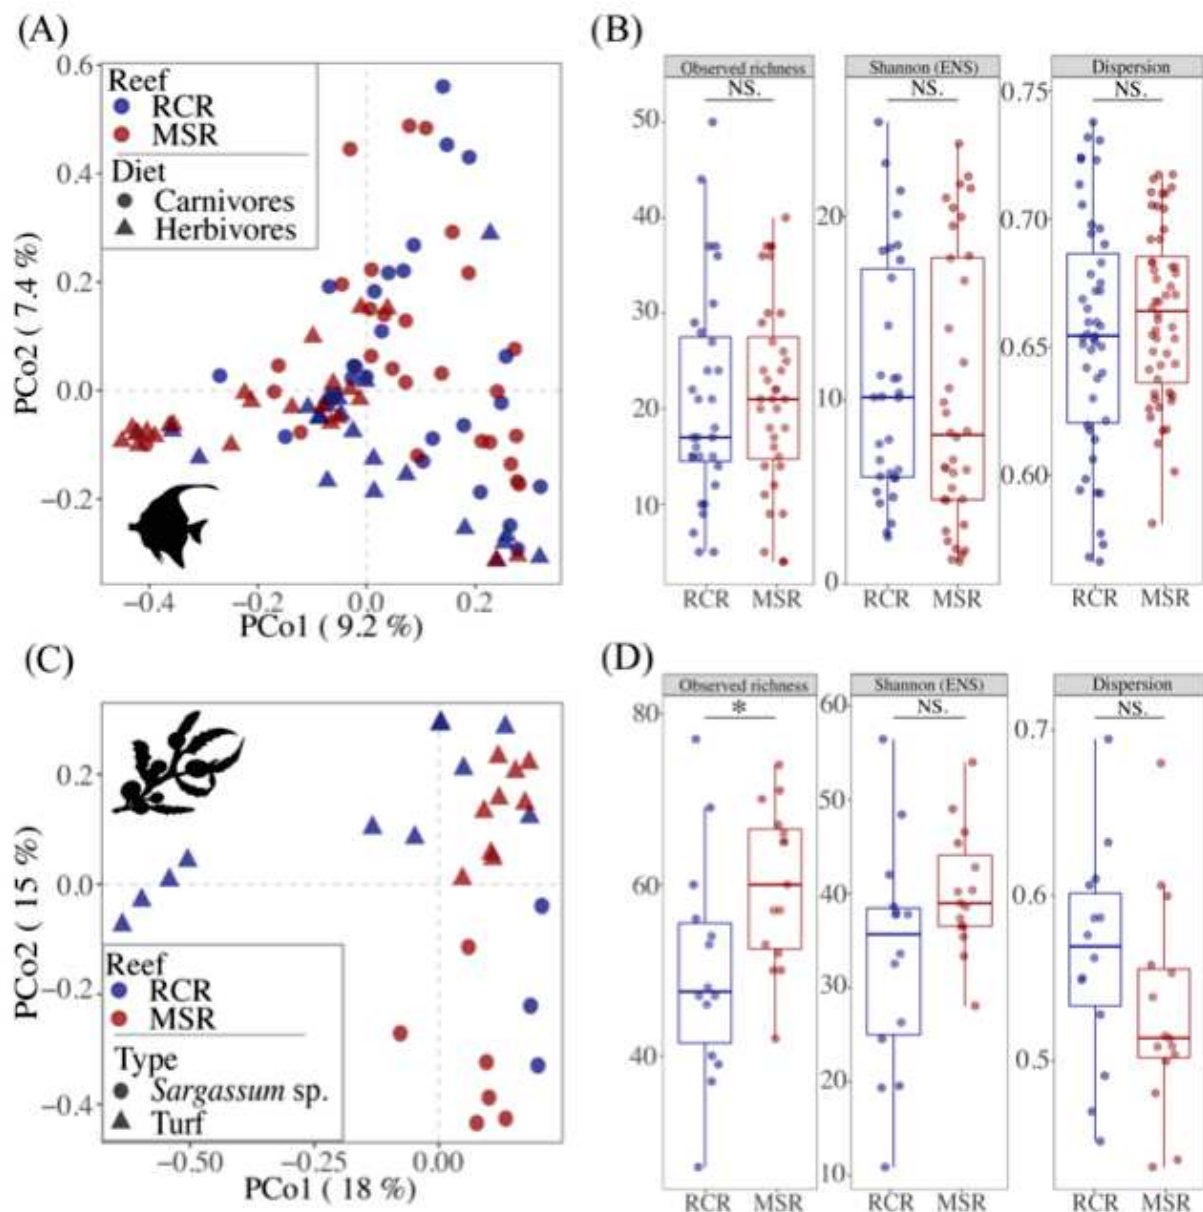 (A)
0.6
0.4
0.2
0.0
−0.2
PCo2 ( 7.4 %)
Reef
RCR
MSR
Diet
Carnivores
Herbivores
−0.4 −0.2 0.0 0.2
PCo1 ( 9.2 %)
(B)
Observed richness
NS.
50
40
30
20
10
RCR MSR
Shannon (ENS)
NS.
20
10
0
RCR MSR
Dispersion
NS.
0.75
0.70
0.65
0.60
RCR MSR
(C)
0.2
0.0
−0.2
−0.4
PCo2 ( 15 %)
Reef
RCR
MSR
Type
Sargassum sp.
Turf
−0.50 −0.25 0.00
PCo1 ( 18 %)
(D)
Observed richness
*
80
60
40
RCR MSR
Shannon (ENS)
NS.
60
50
40
30
20
10
RCR MSR
Dispersion
NS.
0.7
0.6
0.5
RCR MSR